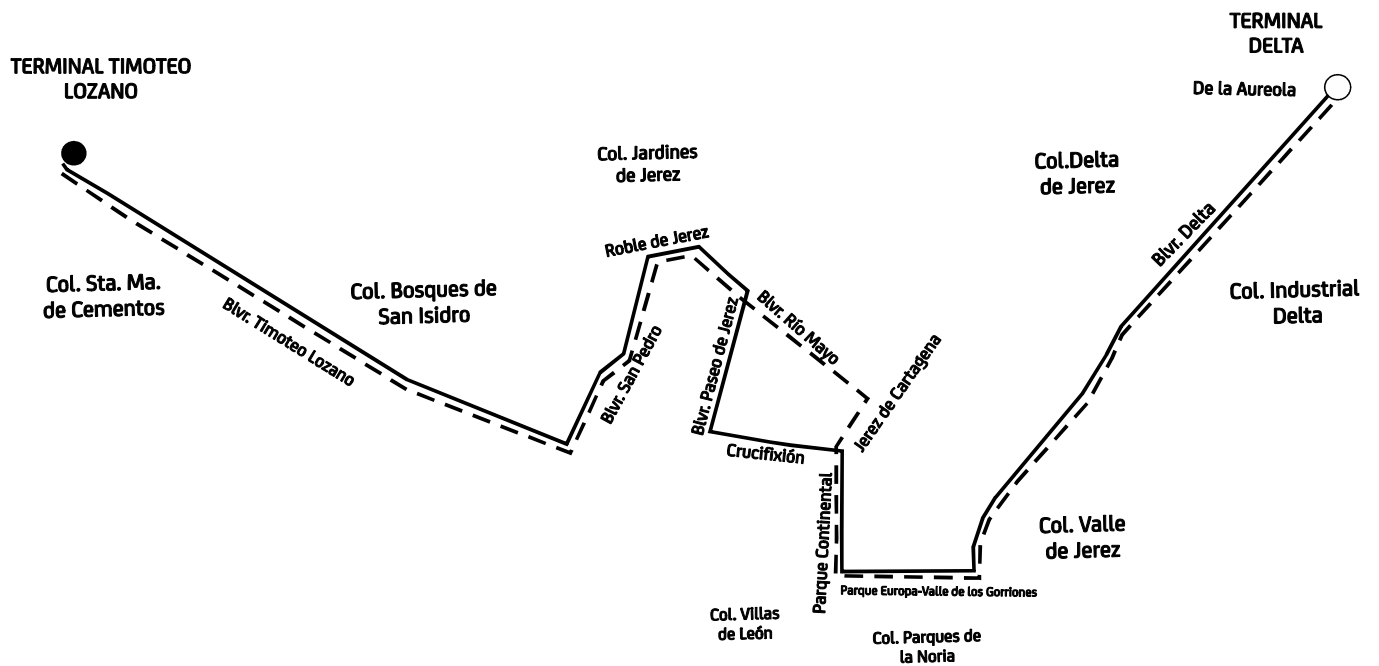 TERMINAL TIMOTEO
LOZANO
TERMINAL
DELTA
De la Aureola
Col. Jardines
de Jerez
Col.Delta
de Jerez
Roble de Jerez
Blvr. Delta
Col. Sta. Ma.
de Cementos
Blvr. Timoteo Lozano
Col. Bosques de
San Isidro
Blvr. San Pedro
Blvr. Paseo de Jerez
Blvr. Río Mayo
Jerez de Cartagena
Col. Industrial
Delta
Crucifixión
Parque Continental
Col. Valle
de Jerez
Parque Europa-Valle de los Gorriones
Col. Villas
de León
Col. Parques de
la Noria